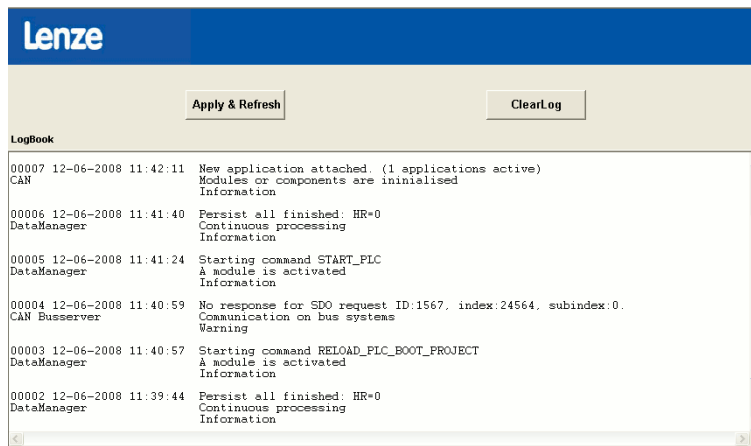 Lenze
Apply & Refresh ClearLog
LogBook
00007 12-06-2008 11:42:11 New application attached. (1 applications active)
CAN Modules or components are ininialised
Information
00006 12-06-2008 11:41:40 Persist all finished: HR=0
DataManager Continuous processing
Information
00005 12-06-2008 11:41:24 Starting command START_PLC
DataManager A module is activated
Information
00004 12-06-2008 11:40:59 No response for SDO request ID:1567, index:24564, subindex:0.
CAN Busserver Communication on bus systems
Warning
00003 12-06-2008 11:40:57 Starting command RELOAD_PLC_BOOT_PROJECT
DataManager A module is activated
Information
00002 12-06-2008 11:39:44 Persist all finished: HR=0
DataManager Continuous processing
Information